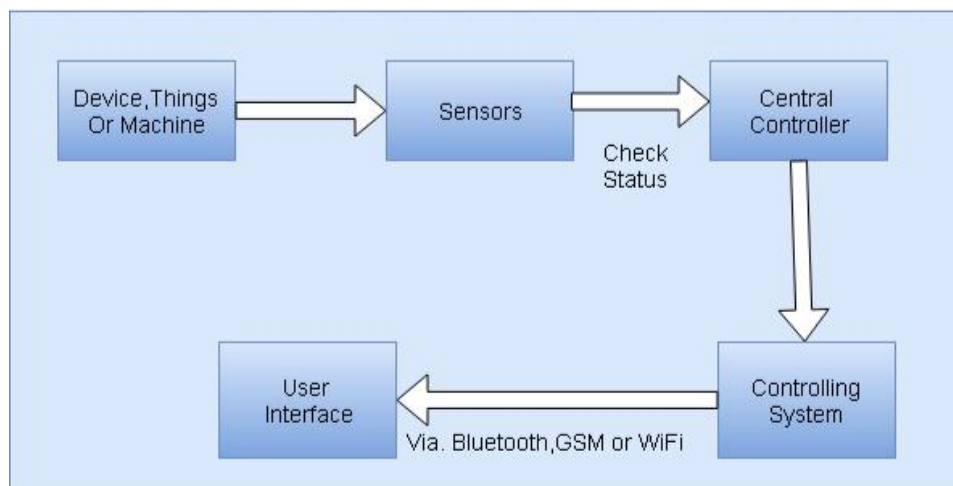 Device,Things
Or Machine
Sensors
Check
Status
Central
Controller
Controlling
System
Via. Bluetooth,GSM or WiFi
User
Interface